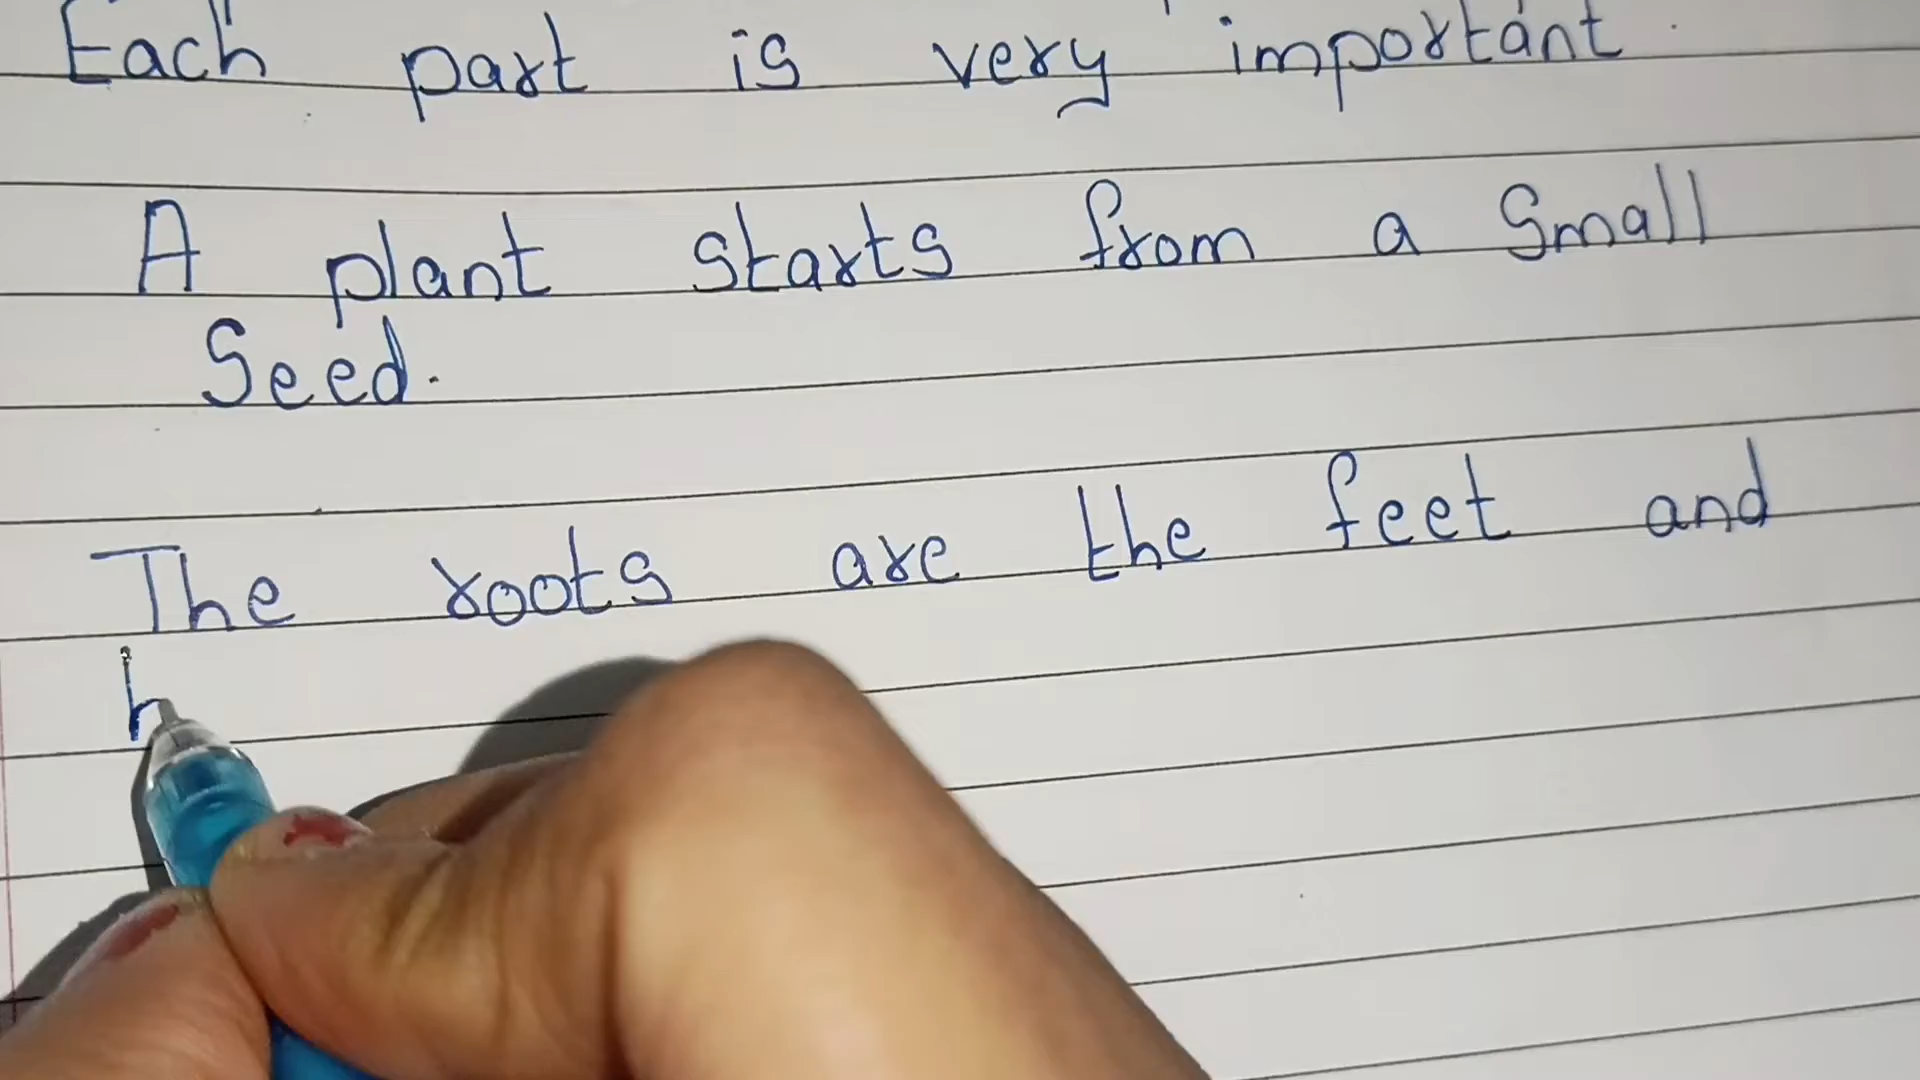 Each part is very important.
A plant starts from a Small
Seed.
The roots are the feet and
h